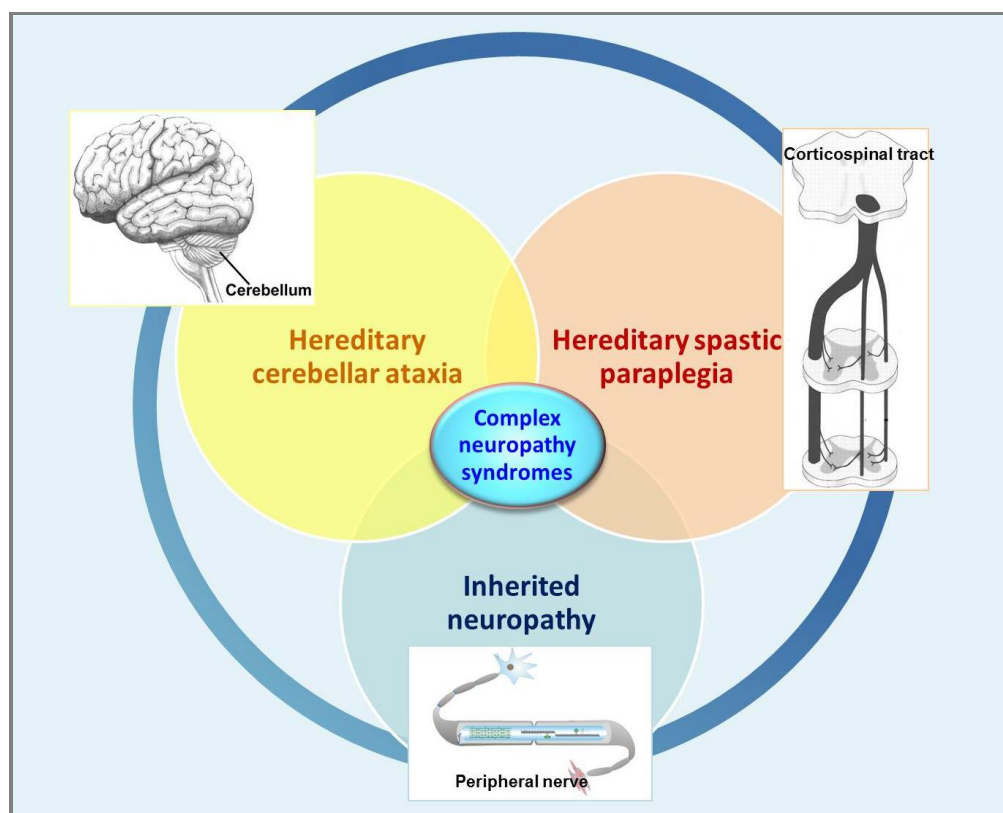 Corticospinal tract
Cerebellum
Hereditary
cerebellar ataxia
Hereditary spastic
paraplegia
Complex
neuropathy
syndromes
Inherited
neuropathy
Peripheral nerve